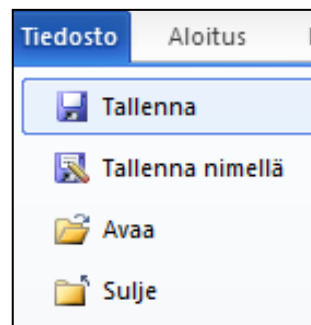 Tiedosto Aloitus
Tallenna
Tallenna nimellä
Avaa
Sulje